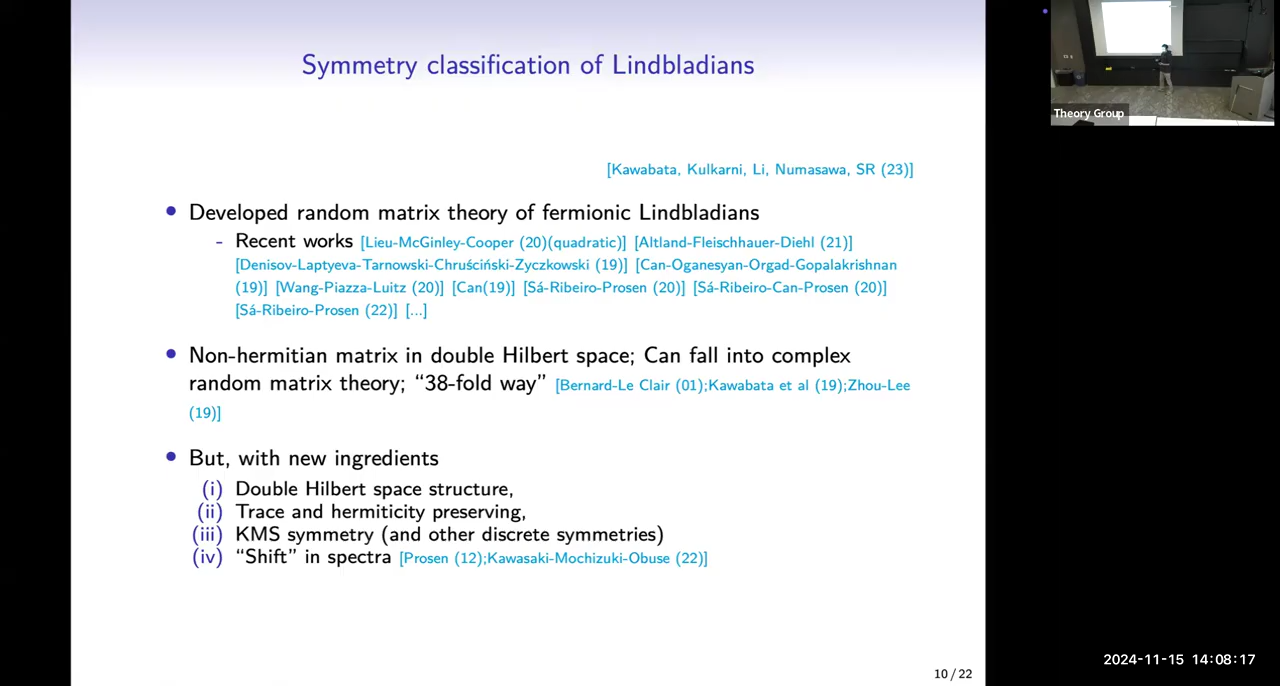 Symmetry classification of Lindbladians
[Kawabata, Kulkarni, Li, Numasawa, SR (23)]
• Developed random matrix theory of fermionic Lindbladians
- Recent works [Lieu-McGinley-Cooper (20)(quadratic)] [Altland-Fleischhauer-Diehl (21)]
[Denisov-Laptyeva-Tarnowski-Chruściński-Zyczkowski (19)] [Can-Oganesyan-Orgad-Gopalakrishnan
(19)] [Wang-Piazza-Luitz (20)] [Can(19)] [Sá-Ribeiro-Prosen (20)] [Sá-Ribeiro-Can-Prosen (20)]
[Sá-Ribeiro-Prosen (22)] [...]
• Non-hermitian matrix in double Hilbert space; Can fall into complex
random matrix theory; “38-fold way” [Bernard-Le Clair (01);Kawabata et al (19);Zhou-Lee
(19)]
• But, with new ingredients
(i) Double Hilbert space structure,
(ii) Trace and hermiticity preserving,
(iii) KMS symmetry (and other discrete symmetries)
(iv) “Shift” in spectra [Prosen (12);Kawasaki-Mochizuki-Obuse (22)]
10 / 22
Theory Group
2024-11-15 14:08:17